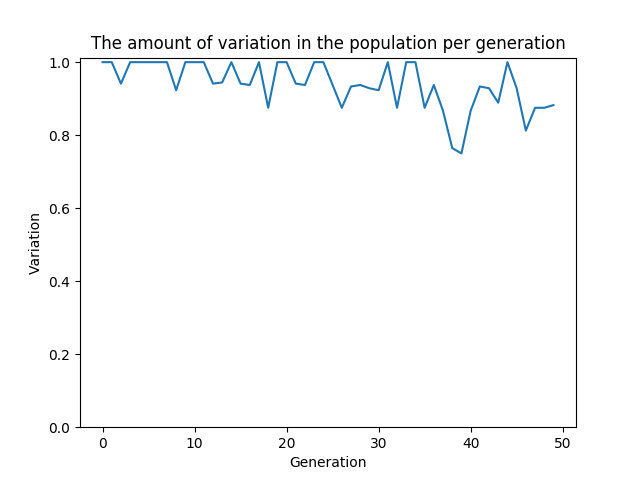 The amount of variation in the population per generation
1.0
0.8
0.6
0.4
0.2
0.0
Variation
0 10 20 30 40 50
Generation